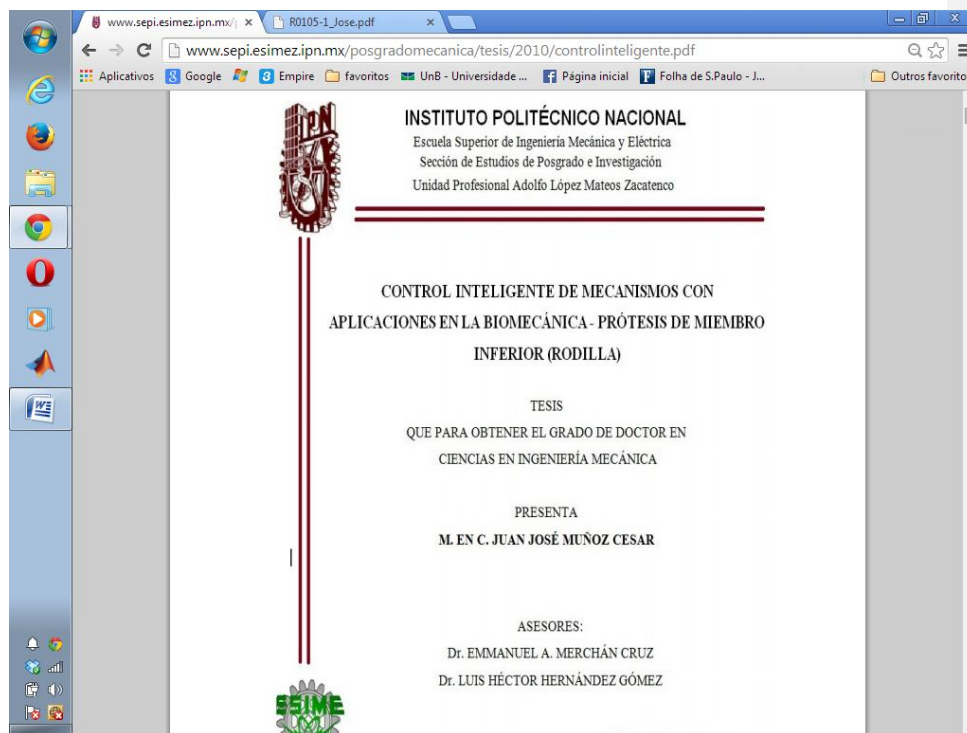 www.sepi.esimez.ipn.mx/p
R0105-1_Jose.pdf
www.sepi.esimez.ipn.mx/posgradomecanica/tesis/2010/controlinteligente.pdf
Aplicativos
Google
Empire
favoritos
UnB - Universidade ...
Página inicial
Folha de S.Paulo - J...
Outros favorito
IPN
INSTITUTO POLITÉCNICO NACIONAL
Escuela Superior de Ingeniería Mecánica y Eléctrica
Sección de Estudios de Posgrado e Investigación
Unidad Profesional Adolfo López Mateos Zacatenco
CONTROL INTELIGENTE DE MECANISMOS CON
APLICACIONES EN LA BIOMECÁNICA - PRÓTESIS DE MIEMBRO
INFERIOR (RODILLA)
TESIS
QUE PARA OBTENER EL GRADO DE DOCTOR EN
CIENCIAS EN INGENIERÍA MECÁNICA
PRESENTA
M. EN C. JUAN JOSÉ MUÑOZ CESAR
ASESORES:
Dr. EMMANUEL A. MERCHÁN CRUZ
Dr. LUIS HÉCTOR HERNÁNDEZ GÓMEZ
ESIME